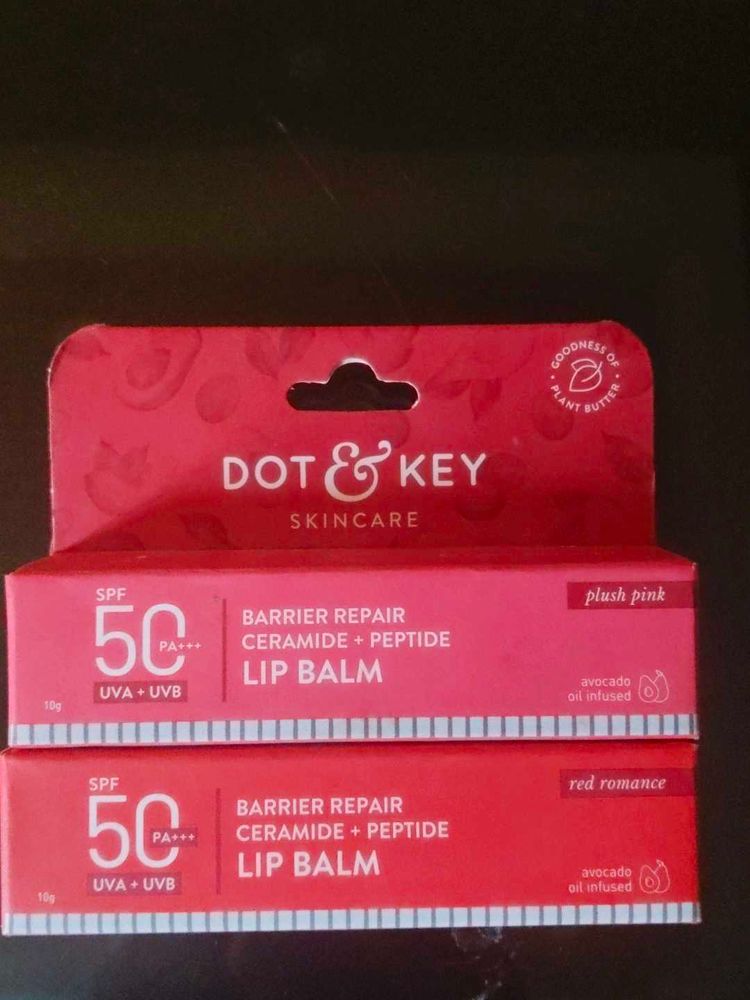 GOODNESS OF
PLANT BUTTER
DOT & KEY
SKINCARE
plush pink
SPF
50
PA+++
UVA + UVB
10g
BARRIER REPAIR
CERAMIDE + PEPTIDE
LIP BALM
avocado
oil infused
red romance
SPF
50
PA+++
UVA + UVB
10g
BARRIER REPAIR
CERAMIDE + PEPTIDE
LIP BALM
avocado
oil infused